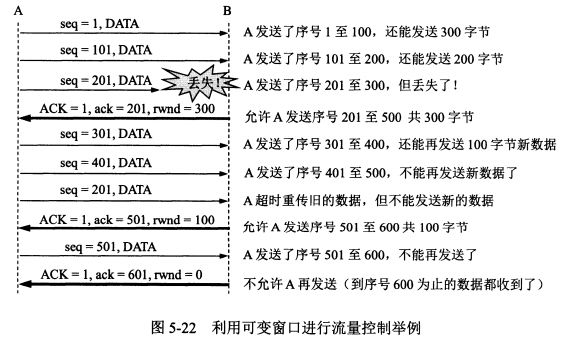 A B
seq = 1, DATA A 发送了序号 1 至 100，还能发送 300 字节
seq = 101, DATA A 发送了序号 101 至 200，还能发送 200 字节
seq = 201, DATA 丢失！ A 发送了序号 201 至 300，但丢失了！
ACK = 1, ack = 201, rwnd = 300 允许 A 发送序号 201 至 500 共 300 字节
seq = 301, DATA A 发送了序号 301 至 400，还能再发送 100 字节新数据
seq = 401, DATA A 发送了序号 401 至 500，不能再发送新数据了
seq = 201, DATA A 超时重传旧的数据，但不能发送新的数据
ACK = 1, ack = 501, rwnd = 100 允许 A 发送序号 501 至 600 共 100 字节
seq = 501, DATA A 发送了序号 501 至 600，不能再发送了
ACK = 1, ack = 601, rwnd = 0 不允许 A 再发送（到序号 600 为止的数据都收到了）
图 5-22 利用可变窗口进行流量控制举例